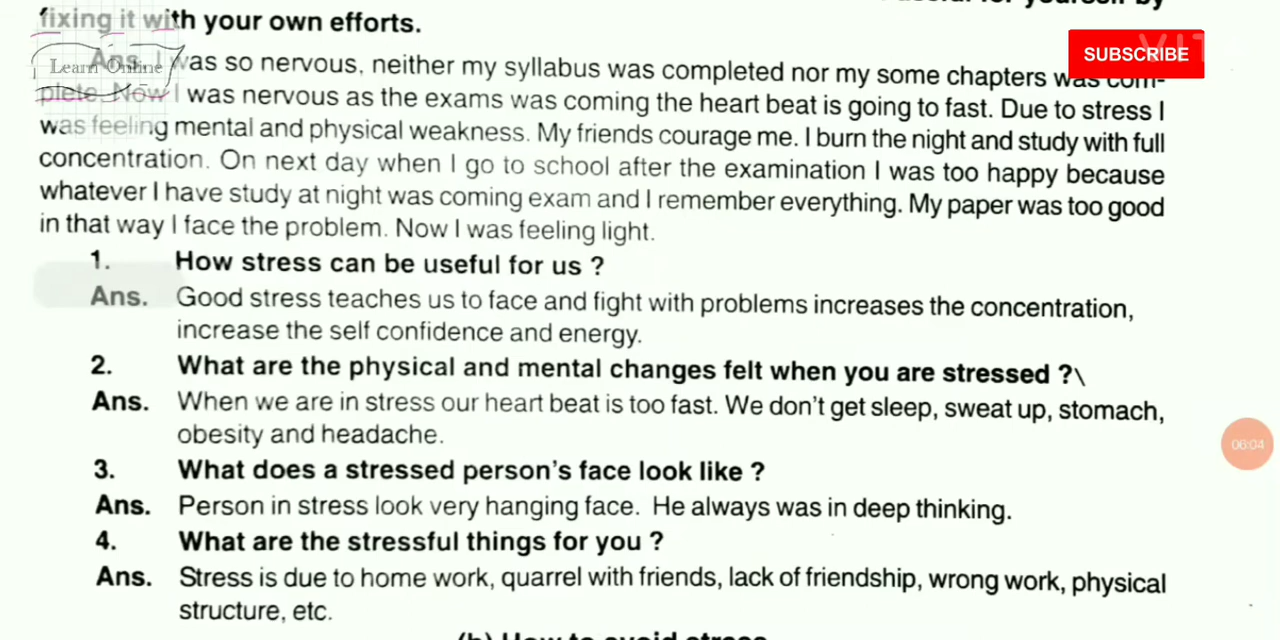 fixing it with your own efforts.
SUBSCRIBE
Learn Online
Ans. I was so nervous, neither my syllabus was completed nor my some chapters was com-
plete. Now I was nervous as the exams was coming the heart beat is going to fast. Due to stress I
was feeling mental and physical weakness. My friends courage me. I burn the night and study with full
concentration. On next day when I go to school after the examination I was too happy because
whatever I have study at night was coming exam and I remember everything. My paper was too good
in that way I face the problem. Now I was feeling light.
1. How stress can be useful for us ?
Ans. Good stress teaches us to face and fight with problems increases the concentration,
increase the self confidence and energy.
2. What are the physical and mental changes felt when you are stressed ?\
Ans. When we are in stress our heart beat is too fast. We don't get sleep, sweat up, stomach,
obesity and headache.
06:04
3. What does a stressed person's face look like ?
Ans. Person in stress look very hanging face. He always was in deep thinking.
4. What are the stressful things for you ?
Ans. Stress is due to home work, quarrel with friends, lack of friendship, wrong work, physical
structure, etc.
(b) How to avoid stress